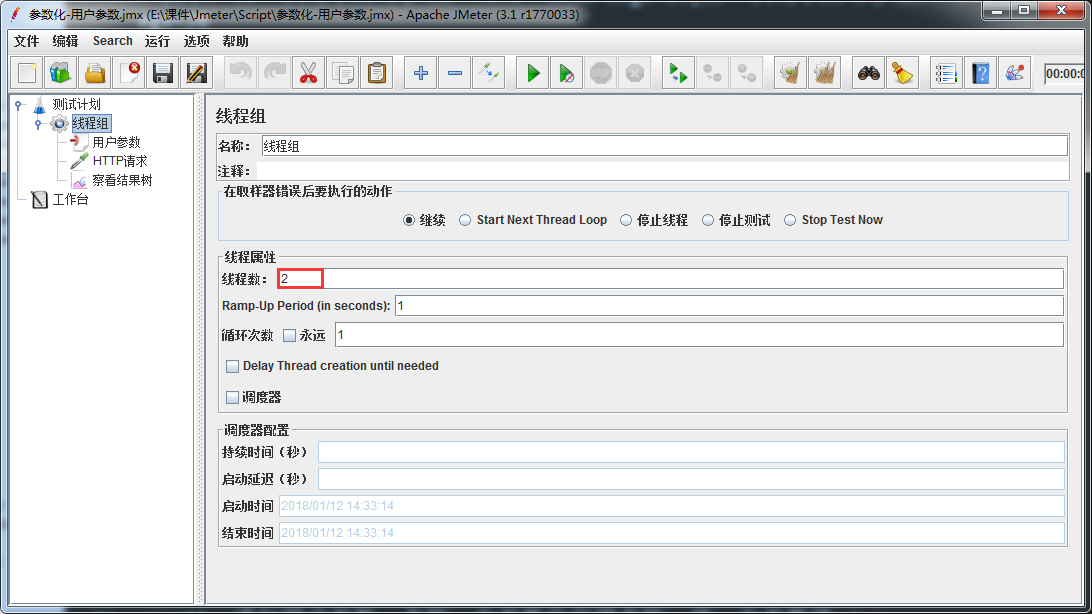 参数化-用户参数.jmx (E:\课件\Jmeter\Script\参数化-用户参数.jmx) - Apache JMeter (3.1 r1770033)
文件 编辑 Search 运行 选项 帮助
STOP
00:00:0
测试计划
线程组
用户参数
HTTP请求
察看结果树
工作台
线程组
名称： 线程组
注释：
在取样器错误后要执行的动作
继续 Start Next Thread Loop 停止线程 停止测试 Stop Test Now
线程属性
线程数： 2
Ramp-Up Period (in seconds): 1
循环次数 永远 1
Delay Thread creation until needed
调度器
调度器配置
持续时间（秒）
启动延迟（秒）
启动时间 2018/01/12 14:33:14
结束时间 2018/01/12 14:33:14